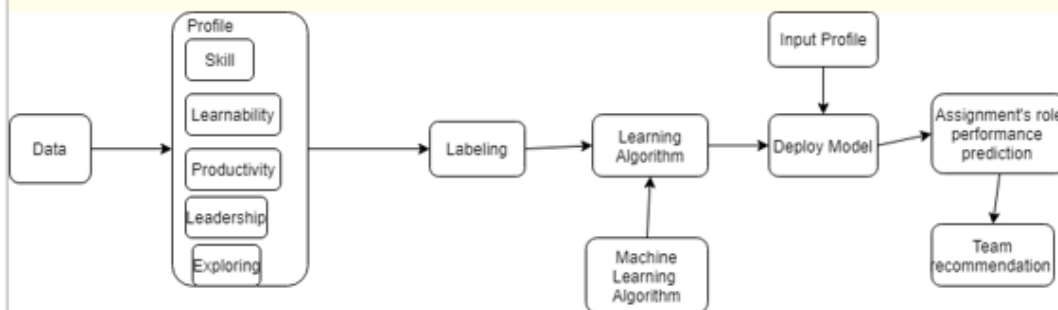 Profile
Skill
Learnability
Productivity
Leadership
Exploring
Data
Labeling
Learning
Algorithm
Machine
Learning
Algorithm
Input Profile
Deploy Model
Assignment's role
performance
prediction
Team
recommendation